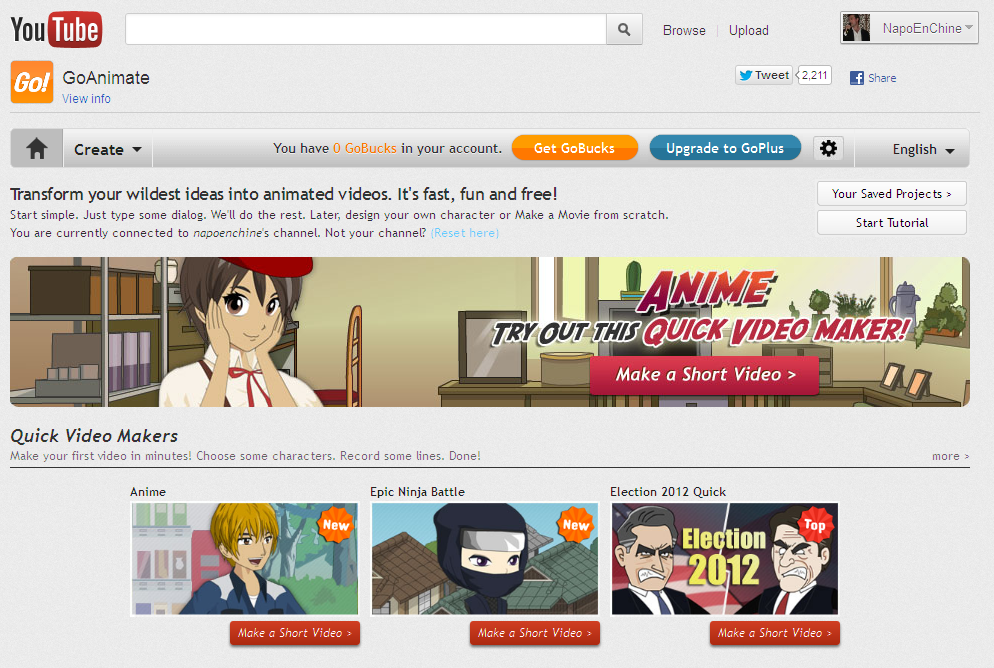 YouTube
Browse
Upload
NapoEnChine
Go!
GoAnimate
View info
Tweet
2,211
Share
Create
You have 0 GoBucks in your account.
Get GoBucks
Upgrade to GoPlus
English
Transform your wildest ideas into animated videos. It's fast, fun and free!
Start simple. Just type some dialog. We'll do the rest. Later, design your own character or Make a Movie from scratch.
You are currently connected to napoenchine's channel. Not your channel? (Reset here)
Your Saved Projects >
Start Tutorial
ANIME
TRY OUT THIS QUICK VIDEO MAKER!
Make a Short Video >
Quick Video Makers
Make your first video in minutes! Choose some characters. Record some lines. Done!
more >
Anime
Epic Ninja Battle
Election 2012 Quick
New
New
Top
Election
2012
Make a Short Video >
Make a Short Video >
Make a Short Video >